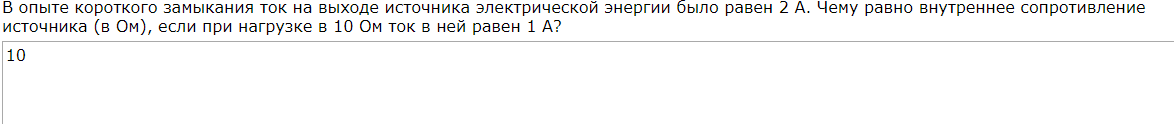 В опыте короткого замыкания ток на выходе источника электрической энергии было равен 2 А. Чему равно внутреннее сопротивление
источника (в Ом), если при нагрузке в 10 Ом ток в ней равен 1 А?
10